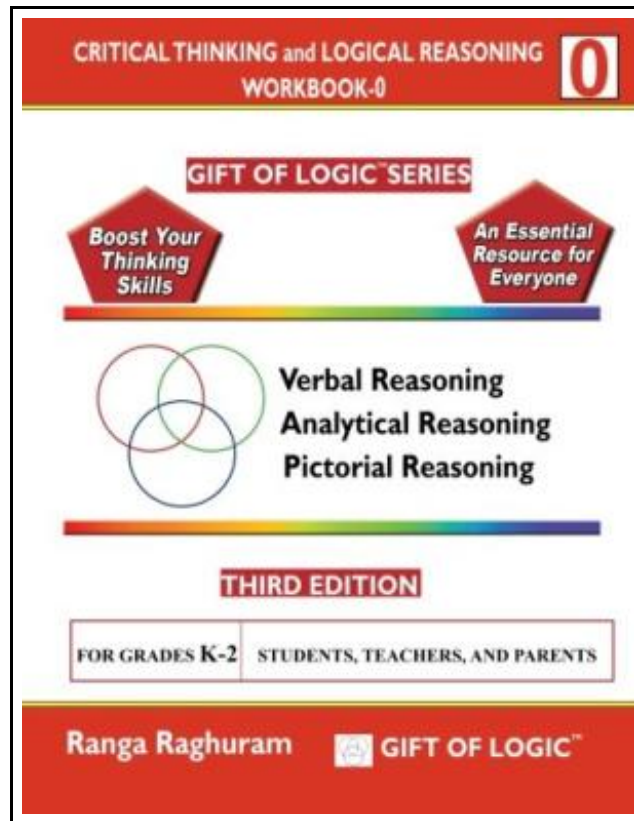 CRITICAL THINKING and LOGICAL REASONING
WORKBOOK-0
0
GIFT OF LOGIC™ SERIES
Boost Your
Thinking
Skills
An Essential
Resource for
Everyone
Verbal Reasoning
Analytical Reasoning
Pictorial Reasoning
THIRD EDITION
FOR GRADES K-2 STUDENTS, TEACHERS, AND PARENTS
Ranga Raghuram GIFT OF LOGIC™